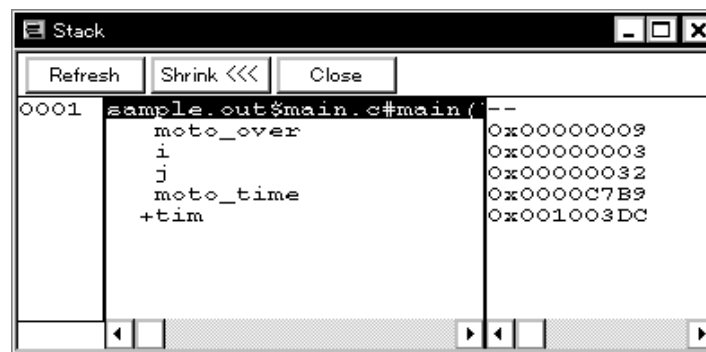 Stack
Refresh Shrink <<< Close
0001 sample.out$main.c#main( --
moto_over 0x00000009
i 0x00000003
j 0x00000032
moto_time 0x0000C7B9
+tim 0x001003DC